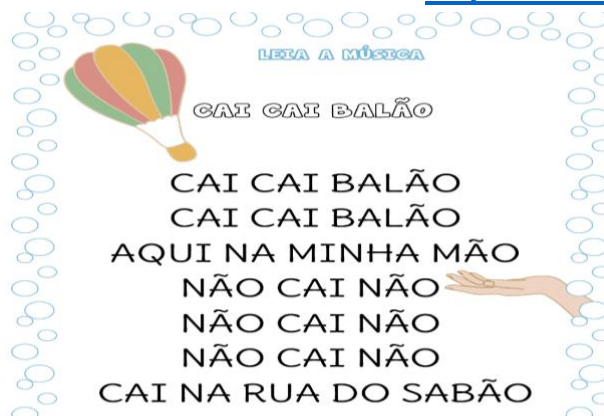 LEIA A MÚSICA
CAI CAI BALÃO
CAI CAI BALÃO
CAI CAI BALÃO
AQUI NA MINHA MÃO
NÃO CAI NÃO
NÃO CAI NÃO
NÃO CAI NÃO
CAI NA RUA DO SABÃO